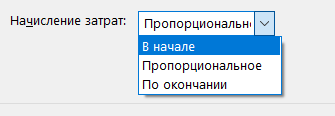 Начисление затрат: Пропорционально
В начале
Пропорциональное
По окончании